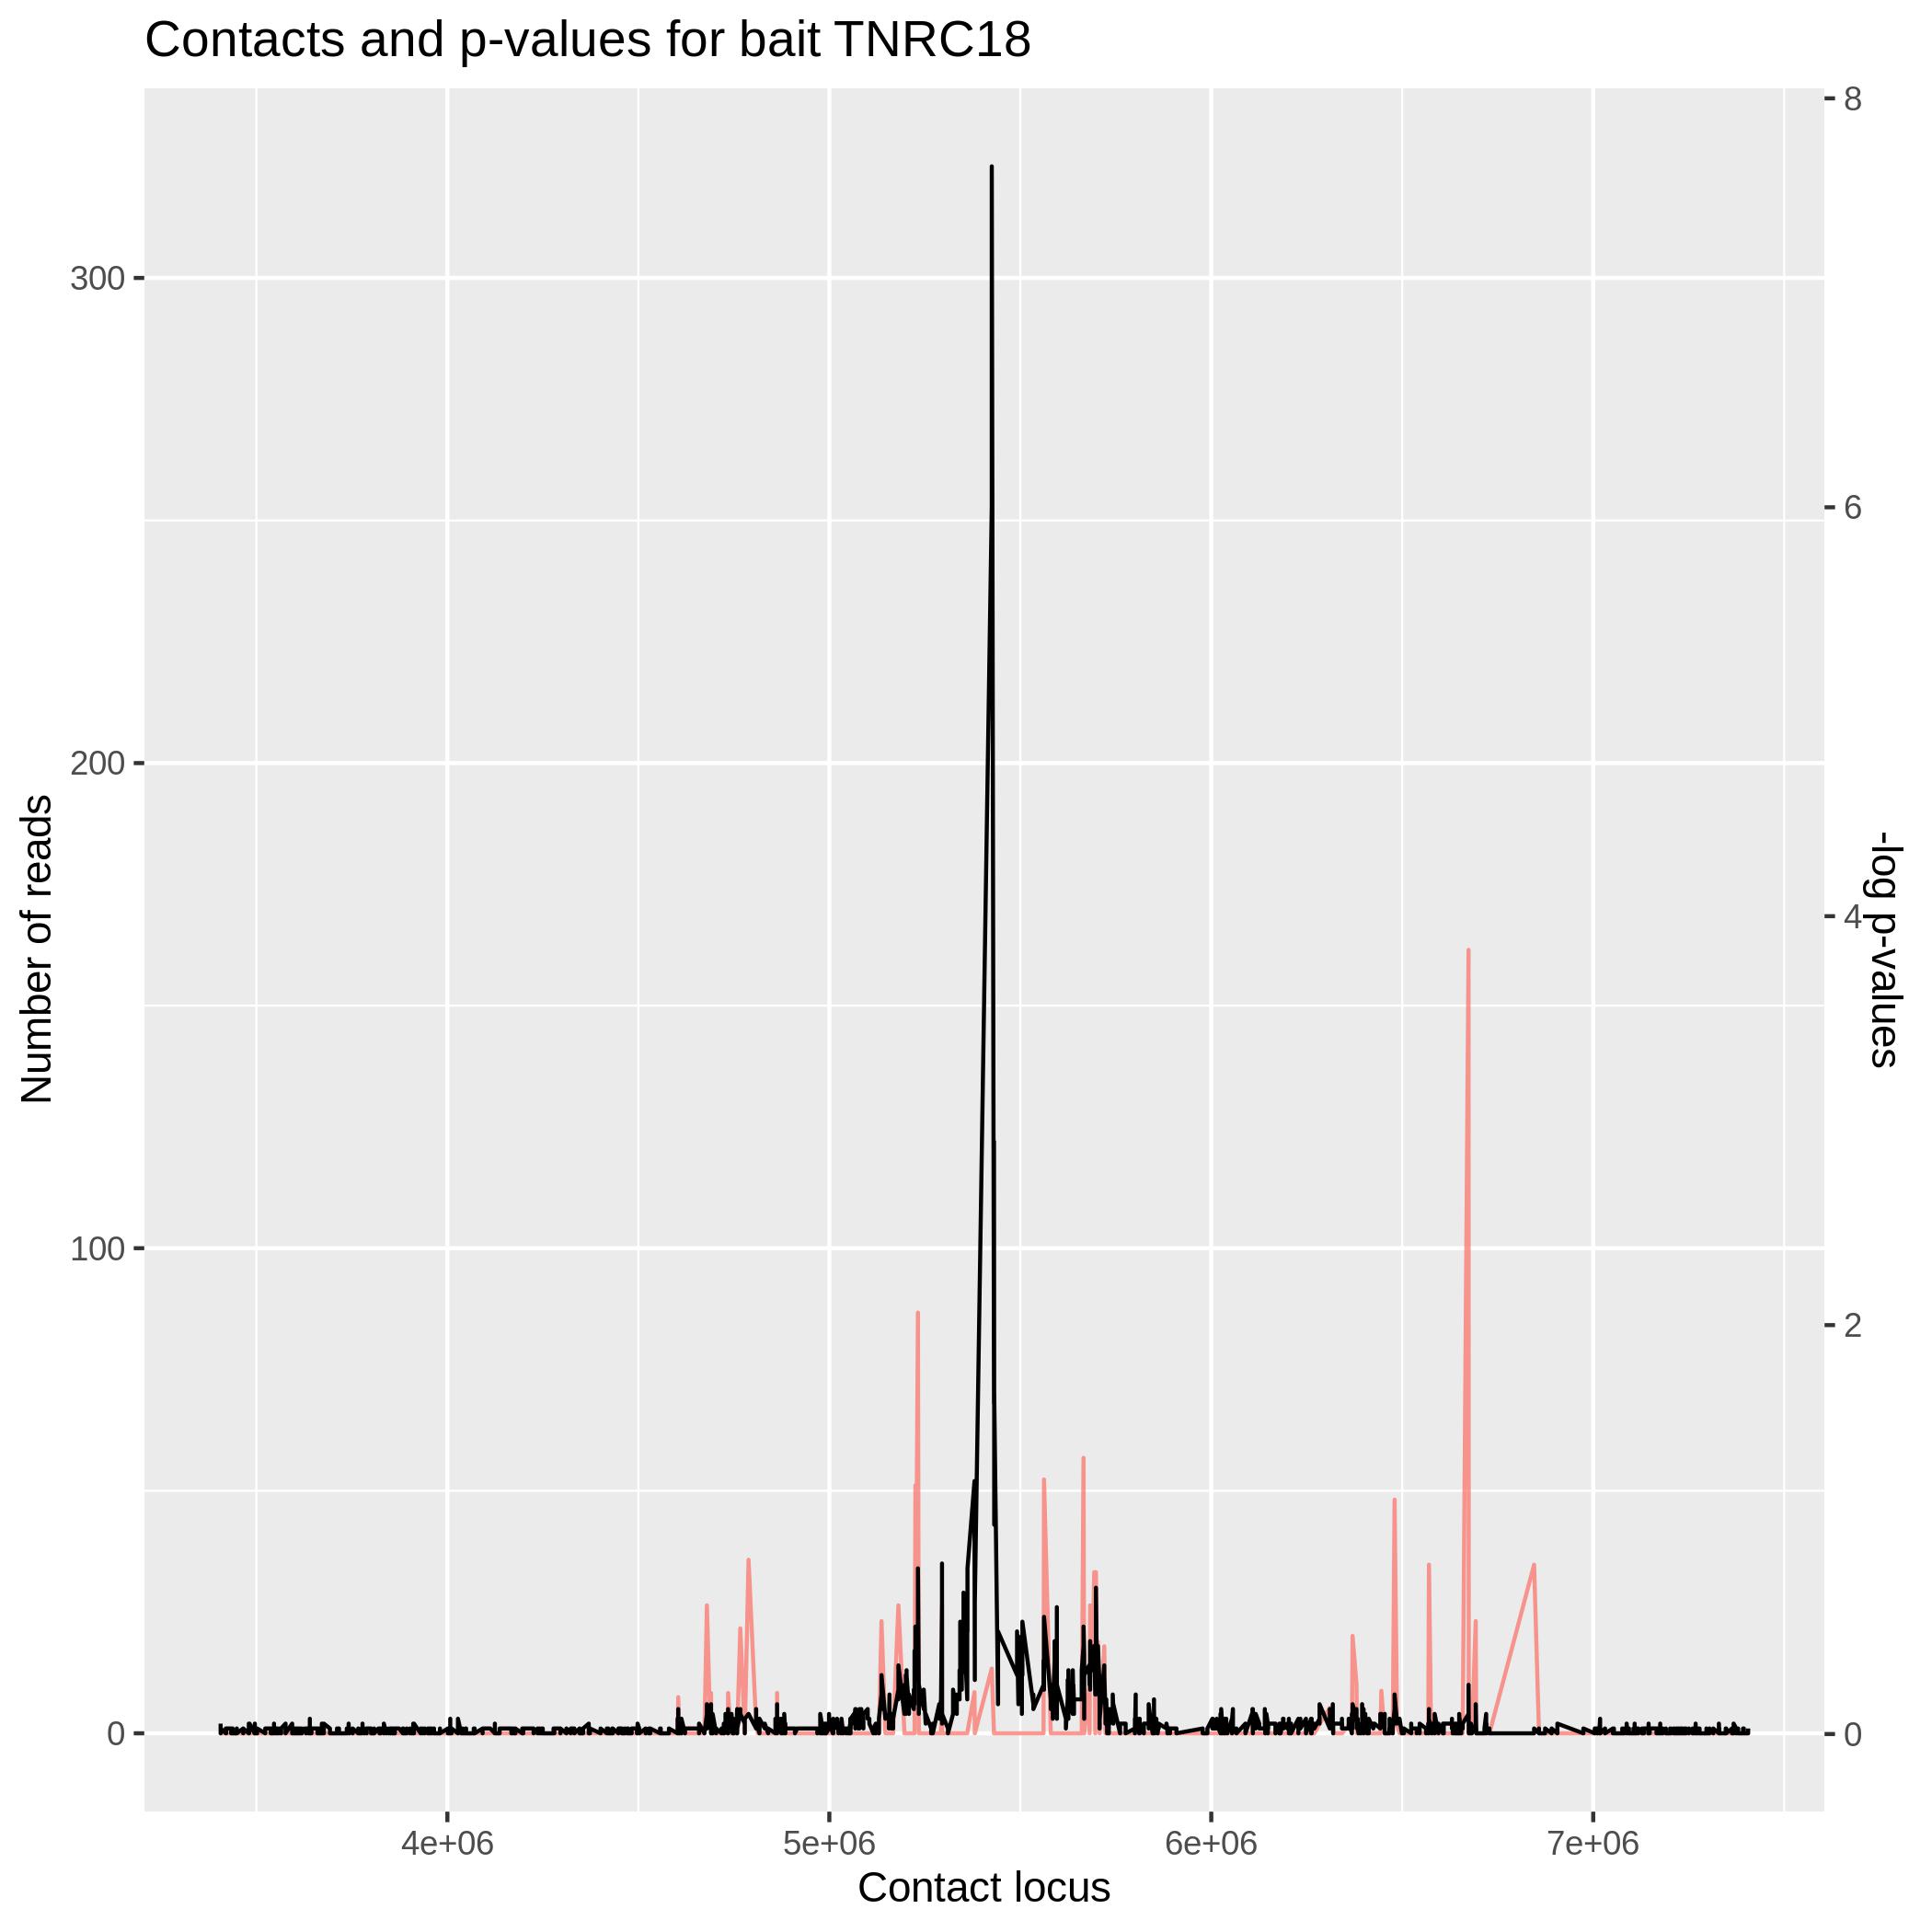 Contacts and p-values for bait TNRC18
Number of reads
300
200
100
0
8
6
4
2
0
-log p-values
4e+06
5e+06
6e+06
7e+06
Contact locus